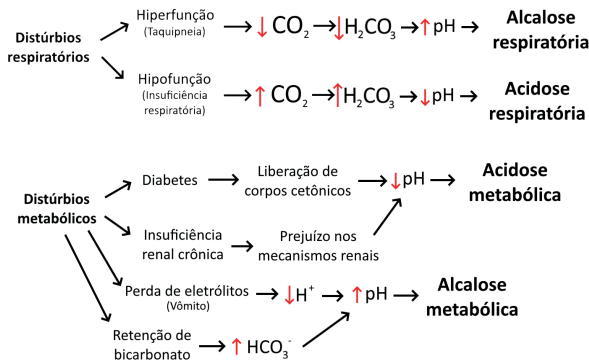 Distúrbios
respiratórios
Hiperfunção
(Taquipneia)
↓ CO₂ → ↓H₂CO₃ → ↑ pH →
Alcalose
respiratória
Hipofunção
(Insuficiência
respiratória)
↑ CO₂ → ↑H₂CO₃ → ↓pH →
Acidose
respiratória
Distúrbios
metabólicos
Diabetes
Liberação de
corpos cetônicos
↓pH
Acidose
metabólica
Insuficiência
renal crônica
Prejuízo nos
mecanismos renais
Perda de eletrólitos
(Vômito)
↓H⁺ → ↑ pH →
Alcalose
metabólica
Retenção de
bicarbonato
↑ HCO₃⁻